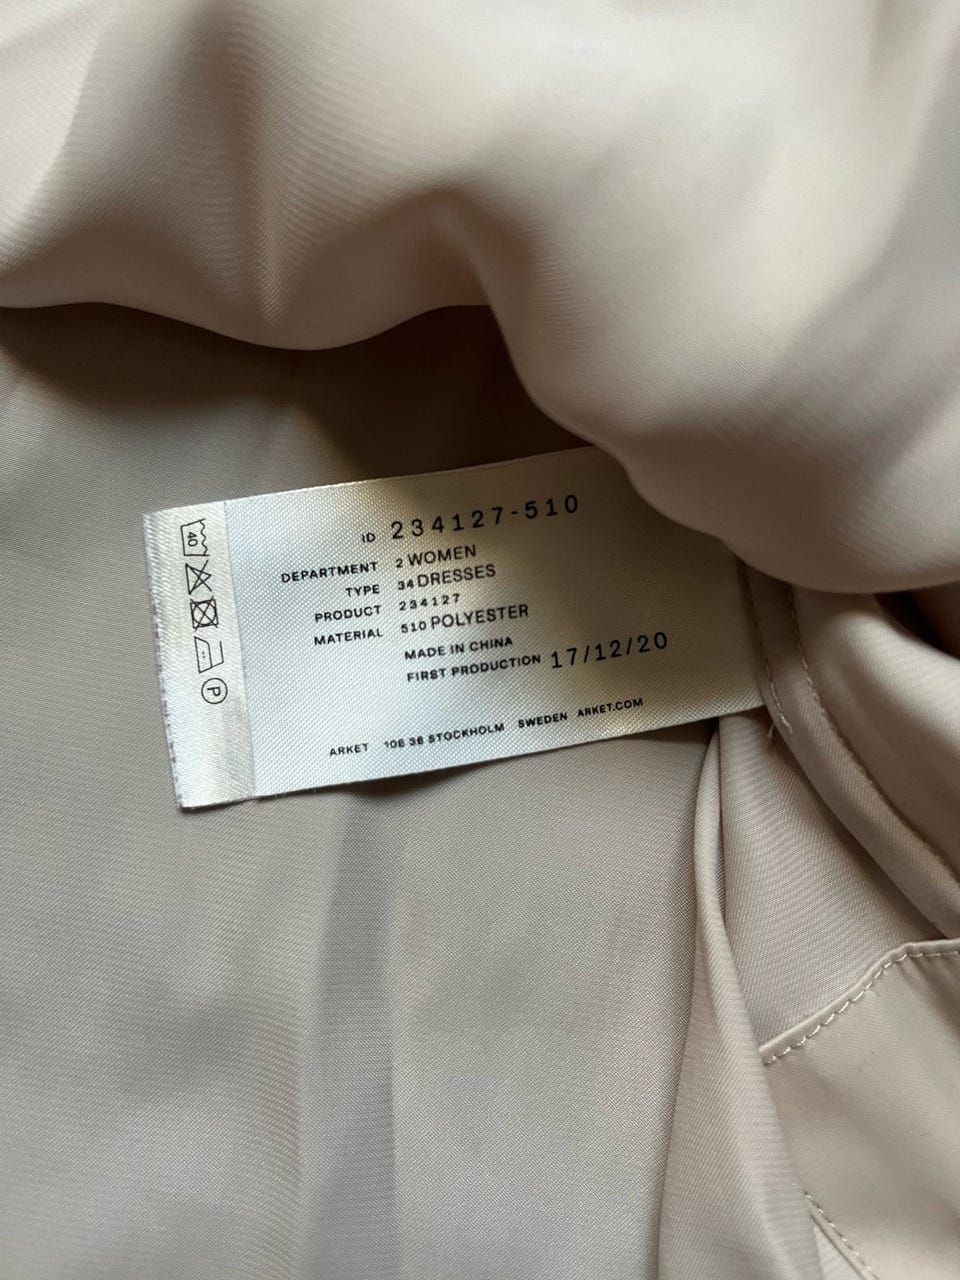 ID 234127-510
DEPARTMENT 2 WOMEN
TYPE 34 DRESSES
PRODUCT 234127
MATERIAL 510 POLYESTER
MADE IN CHINA
FIRST PRODUCTION 17/12/20
ARKET 106 38 STOCKHOLM SWEDEN ARKET.COM
40
P